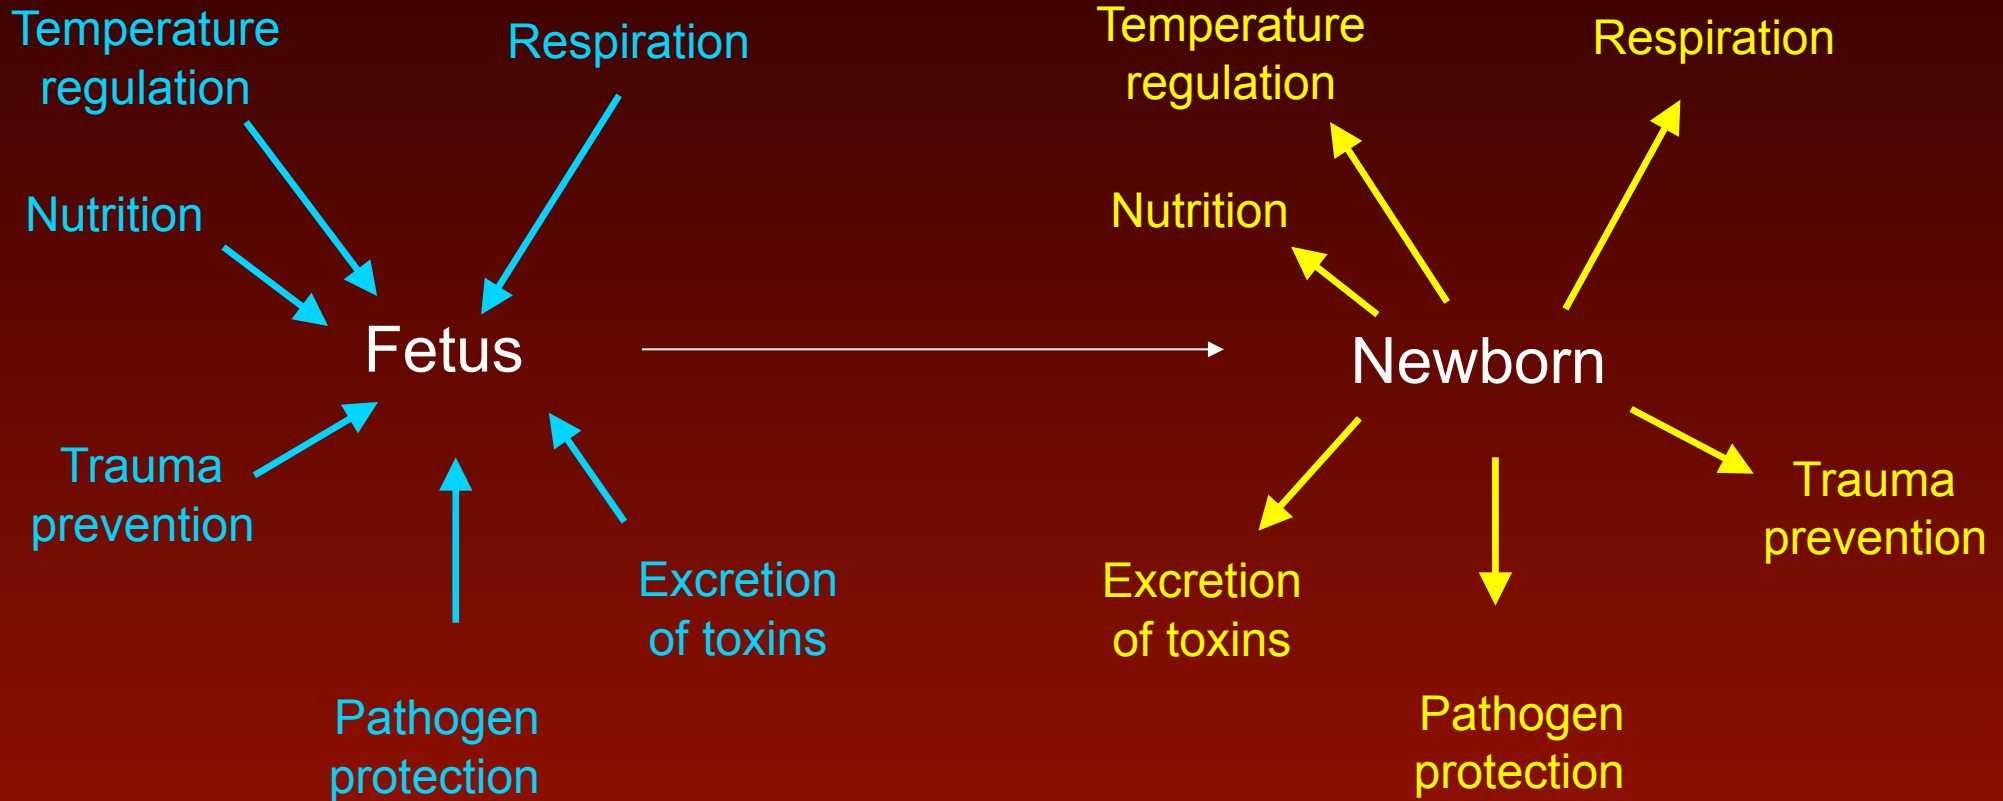 Temperature
regulation
Respiration
Nutrition
Fetus
Trauma
prevention
Excretion
of toxins
Pathogen
protection
Temperature
regulation
Respiration
Nutrition
Newborn
Trauma
prevention
Excretion
of toxins
Pathogen
protection